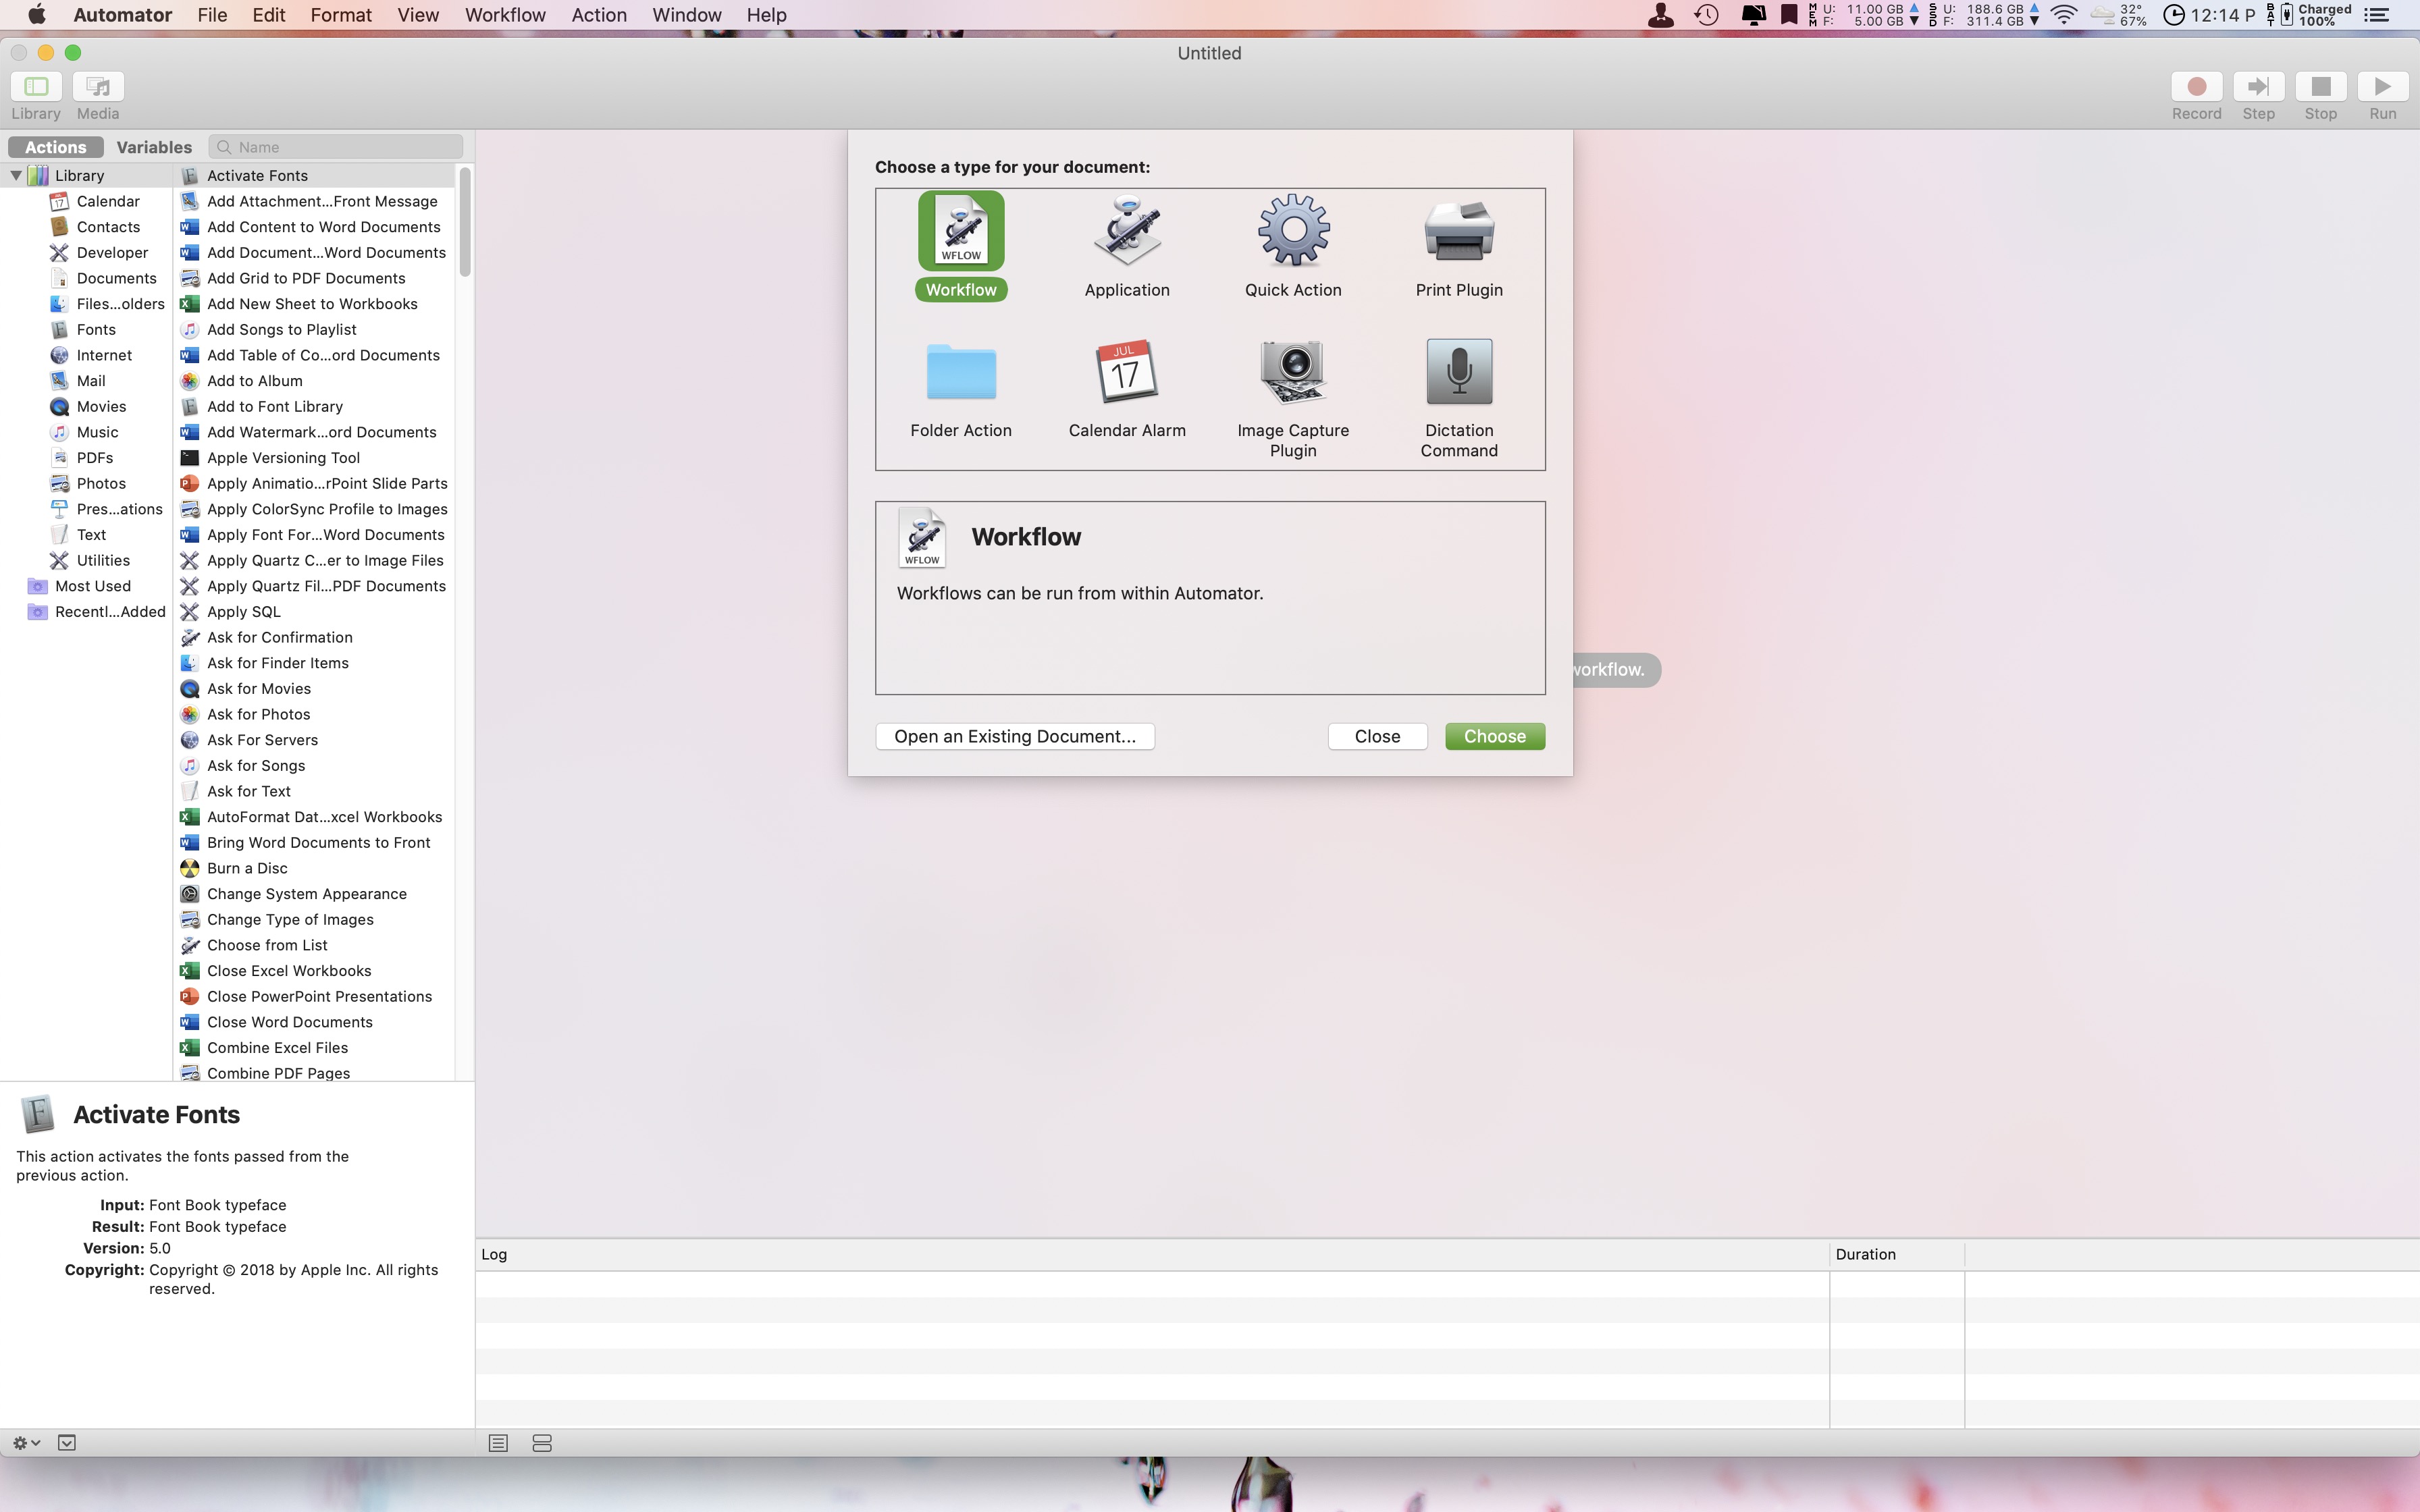 Automator File Edit Format View Workflow Action Window Help
MEM U: 11.00 GB F: 5.00 GB SSD U: 188.6 GB F: 311.4 GB 32° 67% 12:14 P BAT Charged 100%
Untitled
Library Media
Record Step Stop Run
Actions Variables Name
Library
Calendar
Contacts
Developer
Documents
Files...olders
Fonts
Internet
Mail
Movies
Music
PDFs
Photos
Pres...ations
Text
Utilities
Most Used
Recentl...Added
Activate Fonts
Add Attachment...Front Message
Add Content to Word Documents
Add Document...Word Documents
Add Grid to PDF Documents
Add New Sheet to Workbooks
Add Songs to Playlist
Add Table of Co...ord Documents
Add to Album
Add to Font Library
Add Watermark...ord Documents
Apple Versioning Tool
Apply Animatio...rPoint Slide Parts
Apply ColorSync Profile to Images
Apply Font For...Word Documents
Apply Quartz C...er to Image Files
Apply Quartz Fil...PDF Documents
Apply SQL
Ask for Confirmation
Ask for Finder Items
Ask for Movies
Ask for Photos
Ask For Servers
Ask for Songs
Ask for Text
AutoFormat Dat...xcel Workbooks
Bring Word Documents to Front
Burn a Disc
Change System Appearance
Change Type of Images
Choose from List
Close Excel Workbooks
Close PowerPoint Presentations
Close Word Documents
Combine Excel Files
Combine PDF Pages
Activate Fonts
This action activates the fonts passed from the
previous action.
Input: Font Book typeface
Result: Font Book typeface
Version: 5.0
Copyright: Copyright © 2018 by Apple Inc. All rights
reserved.
Choose a type for your document:
WFLOW
Workflow Application Quick Action Print Plugin
JUL
17
Folder Action Calendar Alarm Image Capture Plugin Dictation Command
WFLOW
Workflow
Workflows can be run from within Automator.
Open an Existing Document... Close Choose
workflow.
Log Duration